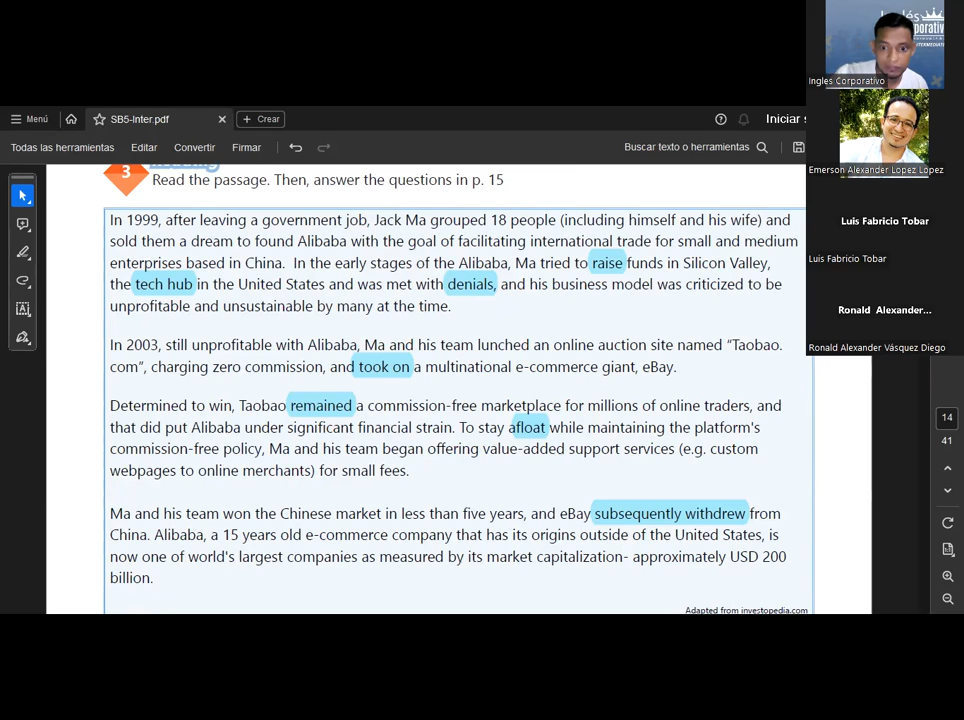 Menú
SB5-Inter.pdf
Crear
Iniciar s
Todas las herramientas
Editar
Convertir
Firmar
Buscar texto o herramientas
3
Read the passage. Then, answer the questions in p. 15
In 1999, after leaving a government job, Jack Ma grouped 18 people (including himself and his wife) and
sold them a dream to found Alibaba with the goal of facilitating international trade for small and medium
enterprises based in China. In the early stages of the Alibaba, Ma tried to raise funds in Silicon Valley,
the tech hub in the United States and was met with denials, and his business model was criticized to be
unprofitable and unsustainable by many at the time.
In 2003, still unprofitable with Alibaba, Ma and his team lunched an online auction site named “Taobao.
com”, charging zero commission, and took on a multinational e-commerce giant, eBay.
Determined to win, Taobao remained a commission-free marketplace for millions of online traders, and
that did put Alibaba under significant financial strain. To stay afloat while maintaining the platform's
commission-free policy, Ma and his team began offering value-added support services (e.g. custom
webpages to online merchants) for small fees.
Ma and his team won the Chinese market in less than five years, and eBay subsequently withdrew from
China. Alibaba, a 15 years old e-commerce company that has its origins outside of the United States, is
now one of world's largest companies as measured by its market capitalization- approximately USD 200
billion.
Adapted from investopedia.com
Ingles Corporativo
Emerson Alexander Lopez Lopez
Luis Fabricio Tobar
Luis Fabricio Tobar
Ronald Alexander...
Ronald Alexander Vásquez Diego
14
41